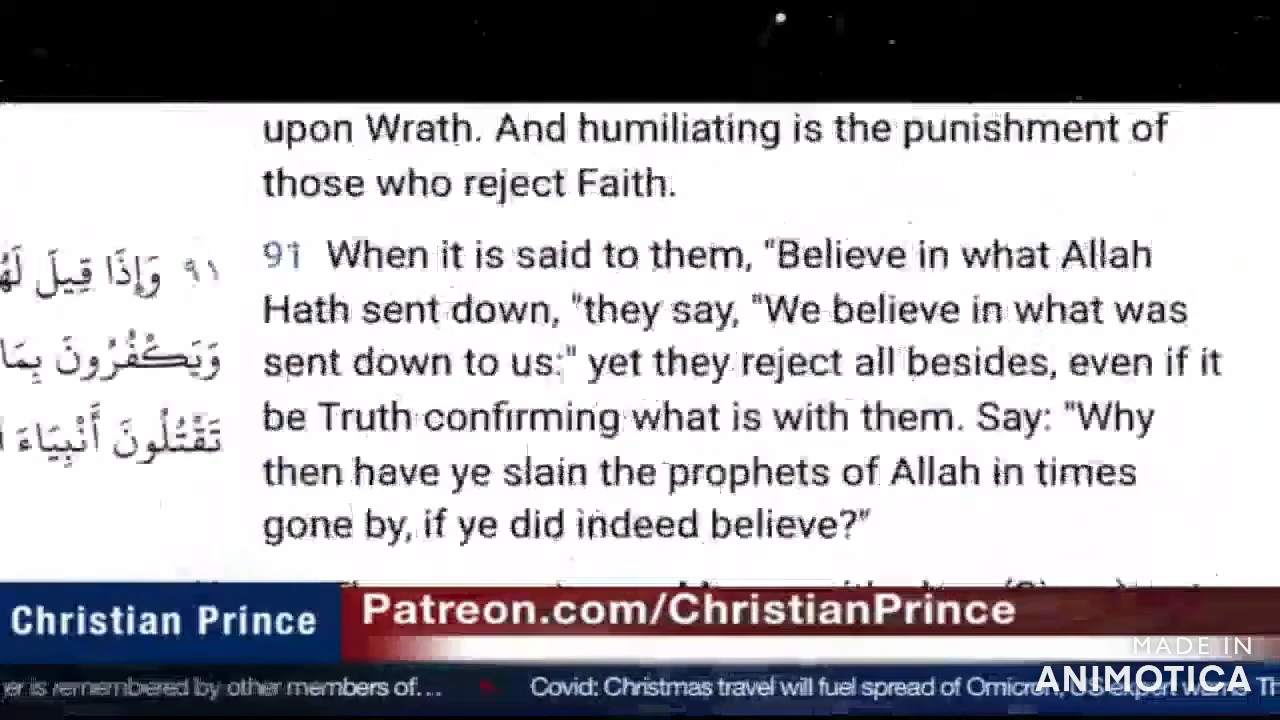 upon Wrath. And humiliating is the punishment of
those who reject Faith.
91 When it is said to them, "Believe in what Allah
Hath sent down, "they say, "We believe in what was
sent down to us:" yet they reject all besides, even if it
be Truth confirming what is with them. Say: "Why
then have ye slain the prophets of Allah in times
gone by, if ye did indeed believe?"
٩١ وَإِذَا قِيلَ
وَيَكْفُرُونَ بِمَا
تَقْتُلُونَ أَنْبِيَاءَ
Christian Prince
Patreon.com/ChristianPrince
MADE IN
ANIMOTICA
er is remembered by other members of... Covid: Christmas travel will fuel spread of Omicron, US expert